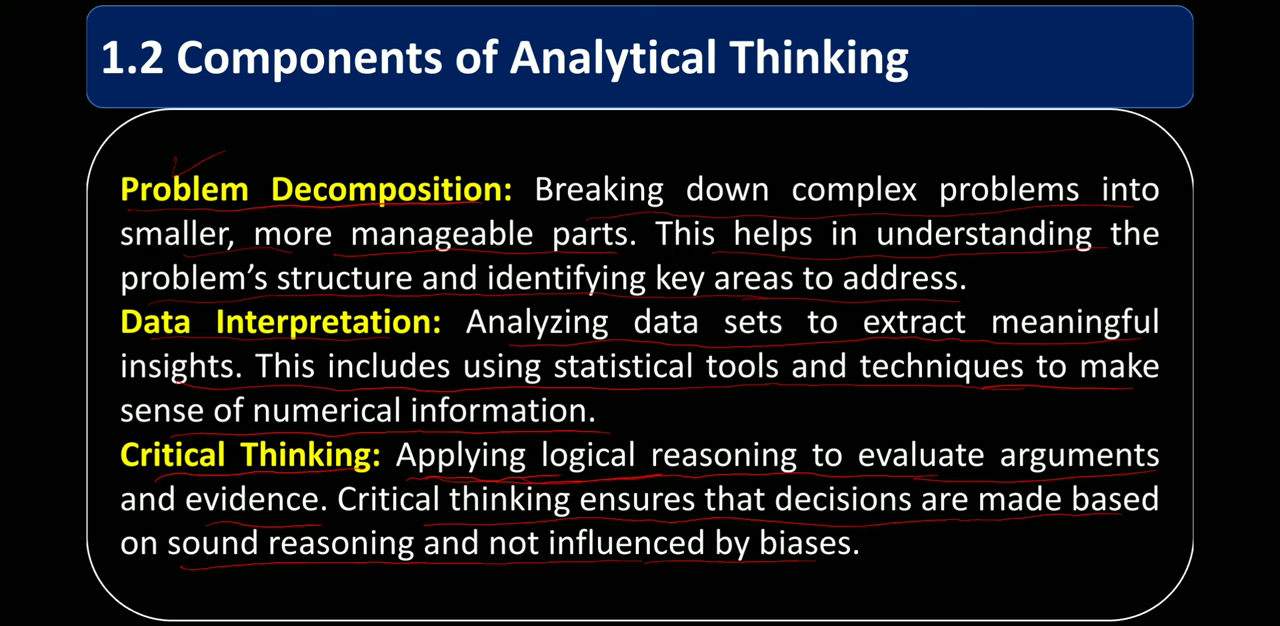 1.2 Components of Analytical Thinking
Problem Decomposition: Breaking down complex problems into
smaller, more manageable parts. This helps in understanding the
problem’s structure and identifying key areas to address.
Data Interpretation: Analyzing data sets to extract meaningful
insights. This includes using statistical tools and techniques to make
sense of numerical information.
Critical Thinking: Applying logical reasoning to evaluate arguments
and evidence. Critical thinking ensures that decisions are made based
on sound reasoning and not influenced by biases.